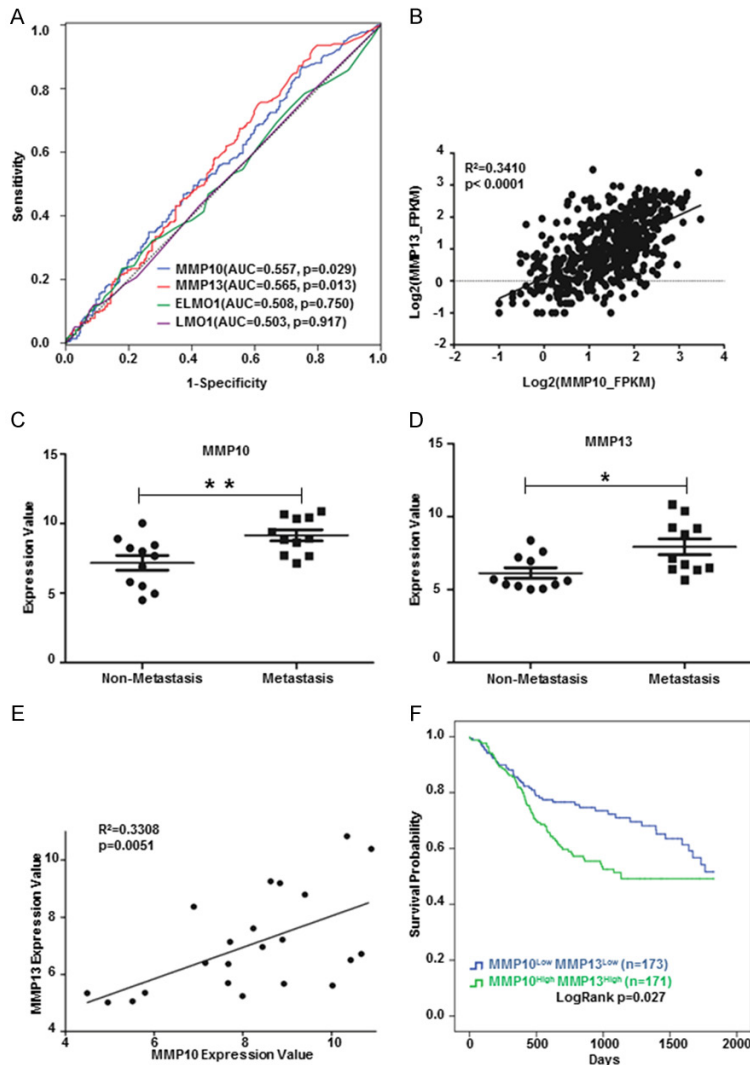 A
1.0
0.8
0.6
0.4
0.2
0.0
Sensitivity
MMP10(AUC=0.557, p=0.029)
MMP13(AUC=0.565, p=0.013)
ELMO1(AUC=0.508, p=0.750)
LMO1(AUC=0.503, p=0.917)
0.0 0.2 0.4 0.6 0.8 1.0
1-Specificity
B
R²=0.3410
p< 0.0001
4
3
2
1
0
-1
-2
Log2(MMP13_FPKM)
-2 -1 0 1 2 3 4
Log2(MMP10_FPKM)
C
MMP10
**
15
10
5
0
Expression Value
Non-Metastasis Metastasis
D
MMP13
*
15
10
5
0
Expression Value
Non-Metastasis Metastasis
E
R²=0.3308
p=0.0051
10
8
6
4
MMP13 Expression Value
4 6 8 10
MMP10 Expression Value
F
1.0
0.8
0.6
0.4
0.2
0.0
Survival Probability
MMP10ᴸᵒʷ MMP13ᴸᵒʷ (n=173)
MMP10ᴴⁱᵍʰ MMP13ᴴⁱᵍʰ (n=171)
LogRank p=0.027
0 500 1000 1500 2000
Days